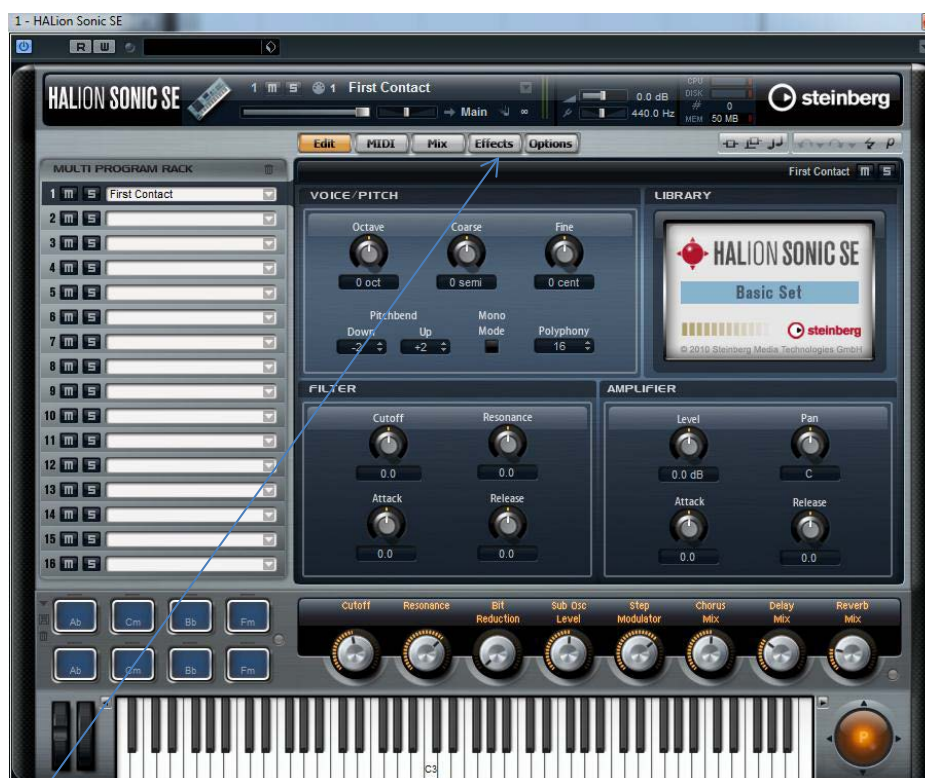 1 - HALion Sonic SE
R W
HALION SONIC SE
1 m S 1 First Contact
Main
0.0 dB
440.0 Hz
CPU
DISK
# 0
MEM 50 MB
steinberg
Edit MIDI Mix Effects Options
MULTI PROGRAM RACK
First Contact m S
1 m S First Contact
2 m S
3 m S
4 m S
5 m S
6 m S
7 m S
8 m S
9 m S
10 m S
11 m S
12 m S
13 m S
14 m S
15 m S
16 m S
VOICE/PITCH
Octave Coarse Fine
0 oct 0 semi 0 cent
Pitchbend Mono
Down Up Mode Polyphony
-2 +2 16
LIBRARY
HALION SONIC SE
Basic Set
steinberg
© 2010 Steinberg Media Technologies GmbH
FILTER
Cutoff Resonance
0.0 0.0
Attack Release
0.0 0.0
AMPLIFIER
Level Pan
0.0 dB C
Attack Release
0.0 0.0
Ab Cm Bb Fm
Ab Cm Bb Fm
Cutoff Resonance Bit Sub Osc Step Chorus Delay Reverb
Reduction Level Modulator Mix Mix Mix
C3
P